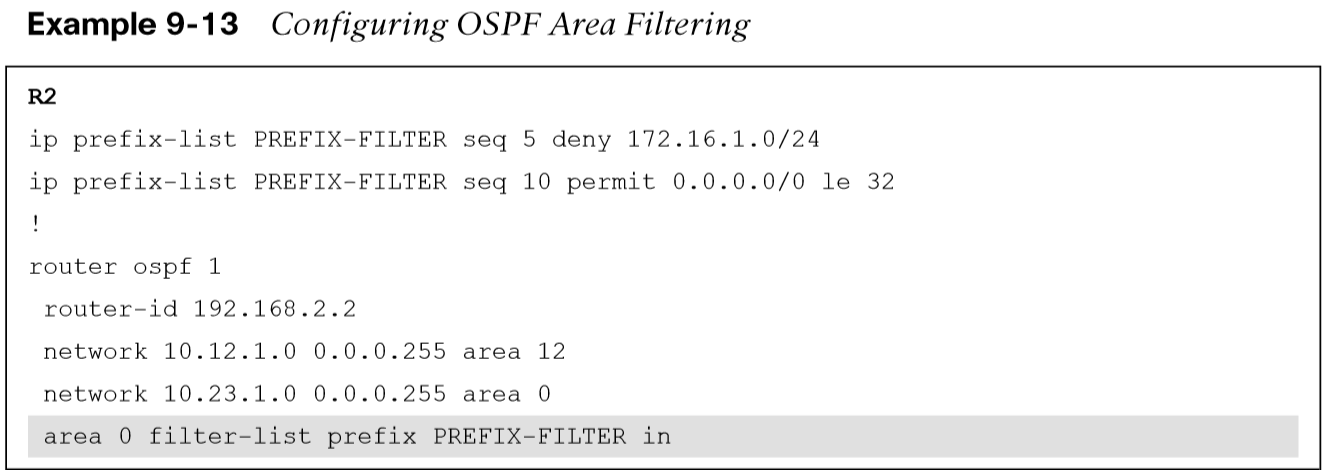 Example 9-13 Configuring OSPF Area Filtering
R2
ip prefix-list PREFIX-FILTER seq 5 deny 172.16.1.0/24
ip prefix-list PREFIX-FILTER seq 10 permit 0.0.0.0/0 le 32
!
router ospf 1
router-id 192.168.2.2
network 10.12.1.0 0.0.0.255 area 12
network 10.23.1.0 0.0.0.255 area 0
area 0 filter-list prefix PREFIX-FILTER in